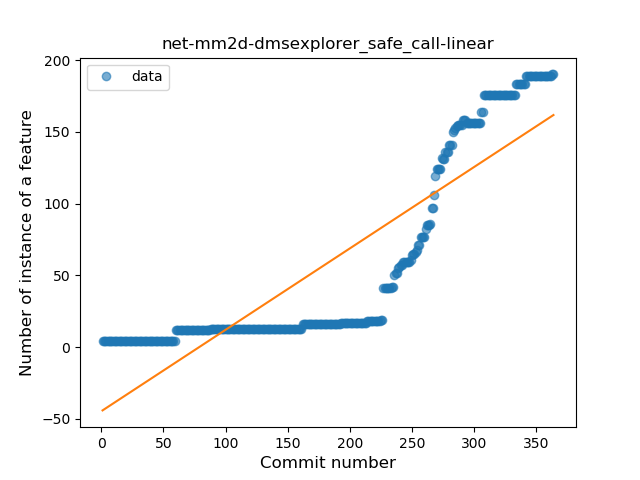 net-mm2d-dmsexplorer_safe_call-linear
data
Number of instance of a feature
200
150
100
50
0
−50
0 50 100 150 200 250 300 350
Commit number